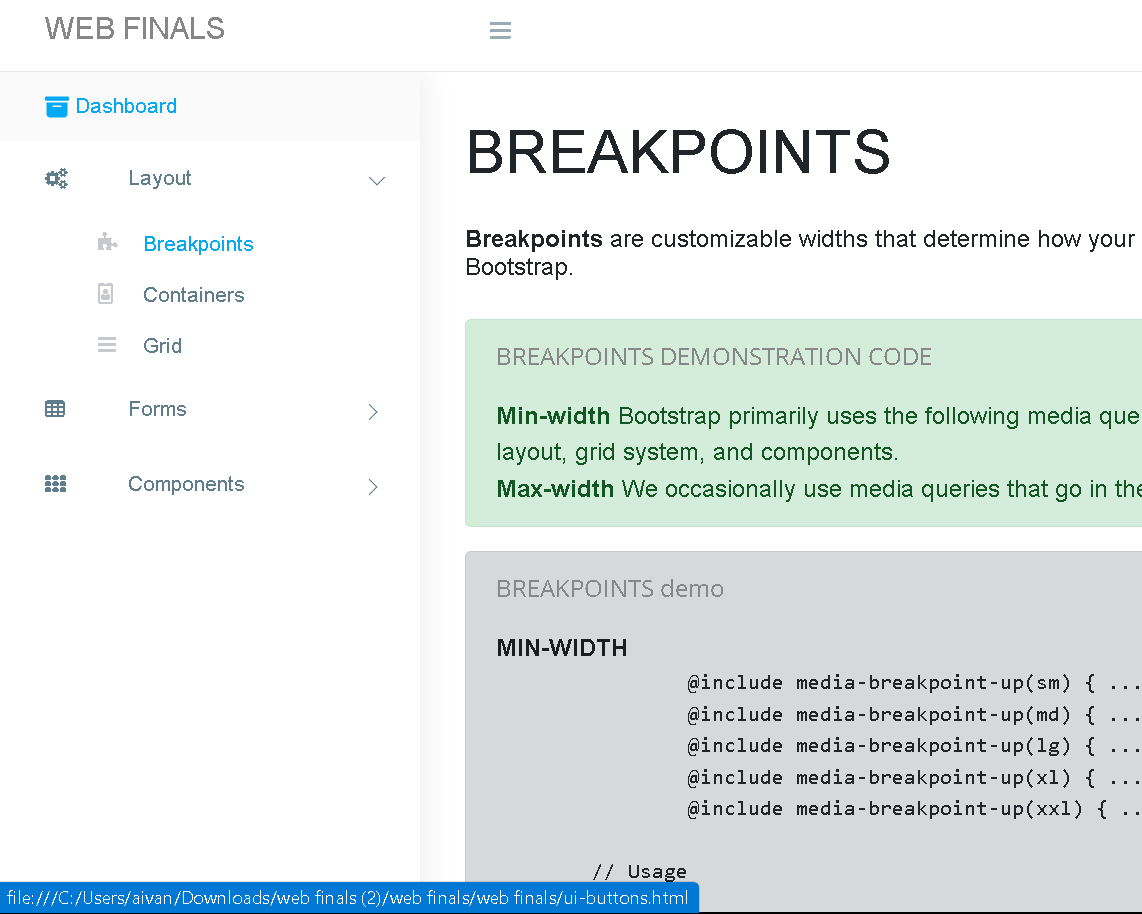 WEB FINALS
Dashboard
Layout
Breakpoints
Containers
Grid
Forms
Components
BREAKPOINTS
Breakpoints are customizable widths that determine how your
Bootstrap.
BREAKPOINTS DEMONSTRATION CODE
Min-width Bootstrap primarily uses the following media que
layout, grid system, and components.
Max-width We occasionally use media queries that go in the
BREAKPOINTS demo
MIN-WIDTH
@include media-breakpoint-up(sm) { ...
@include media-breakpoint-up(md) { ...
@include media-breakpoint-up(lg) { ...
@include media-breakpoint-up(xl) { ...
@include media-breakpoint-up(xxl) { ..
// Usage
file:///C:/Users/aivan/Downloads/web finals (2)/web finals/web finals/ui-buttons.html